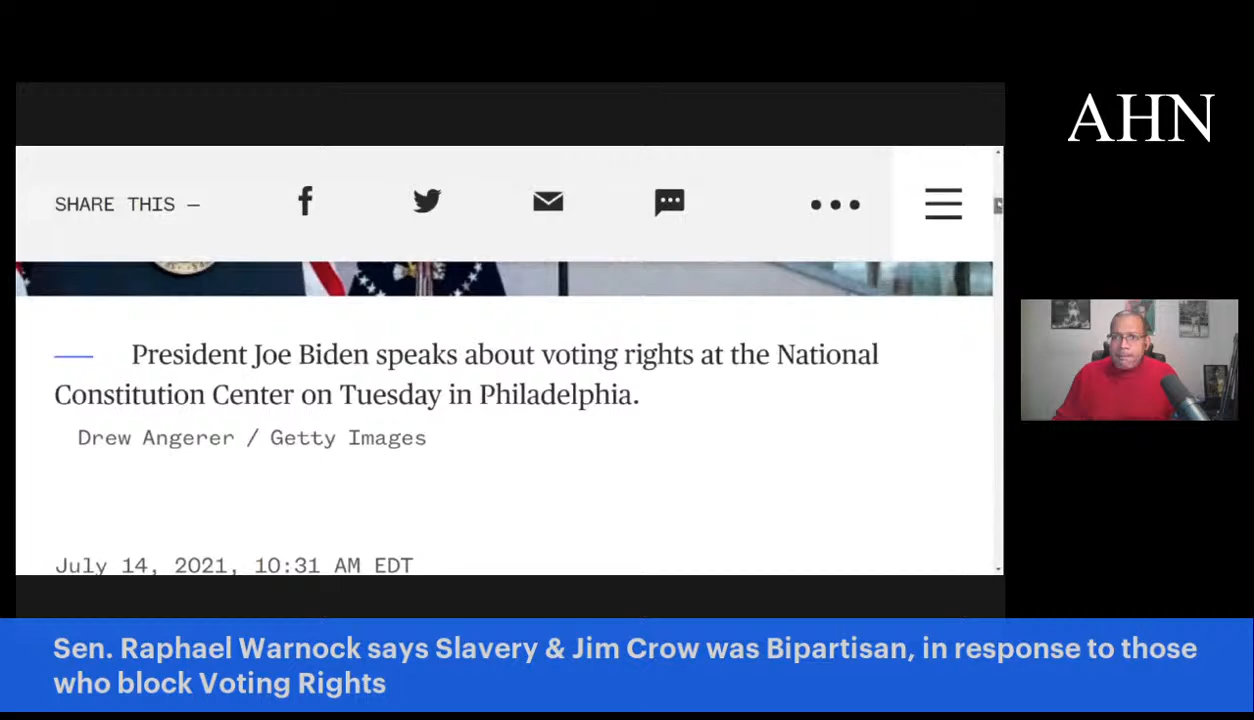 AHN
SHARE THIS —
President Joe Biden speaks about voting rights at the National
Constitution Center on Tuesday in Philadelphia.
Drew Angerer / Getty Images
July 14, 2021, 10:31 AM EDT
Sen. Raphael Warnock says Slavery & Jim Crow was Bipartisan, in response to those
who block Voting Rights